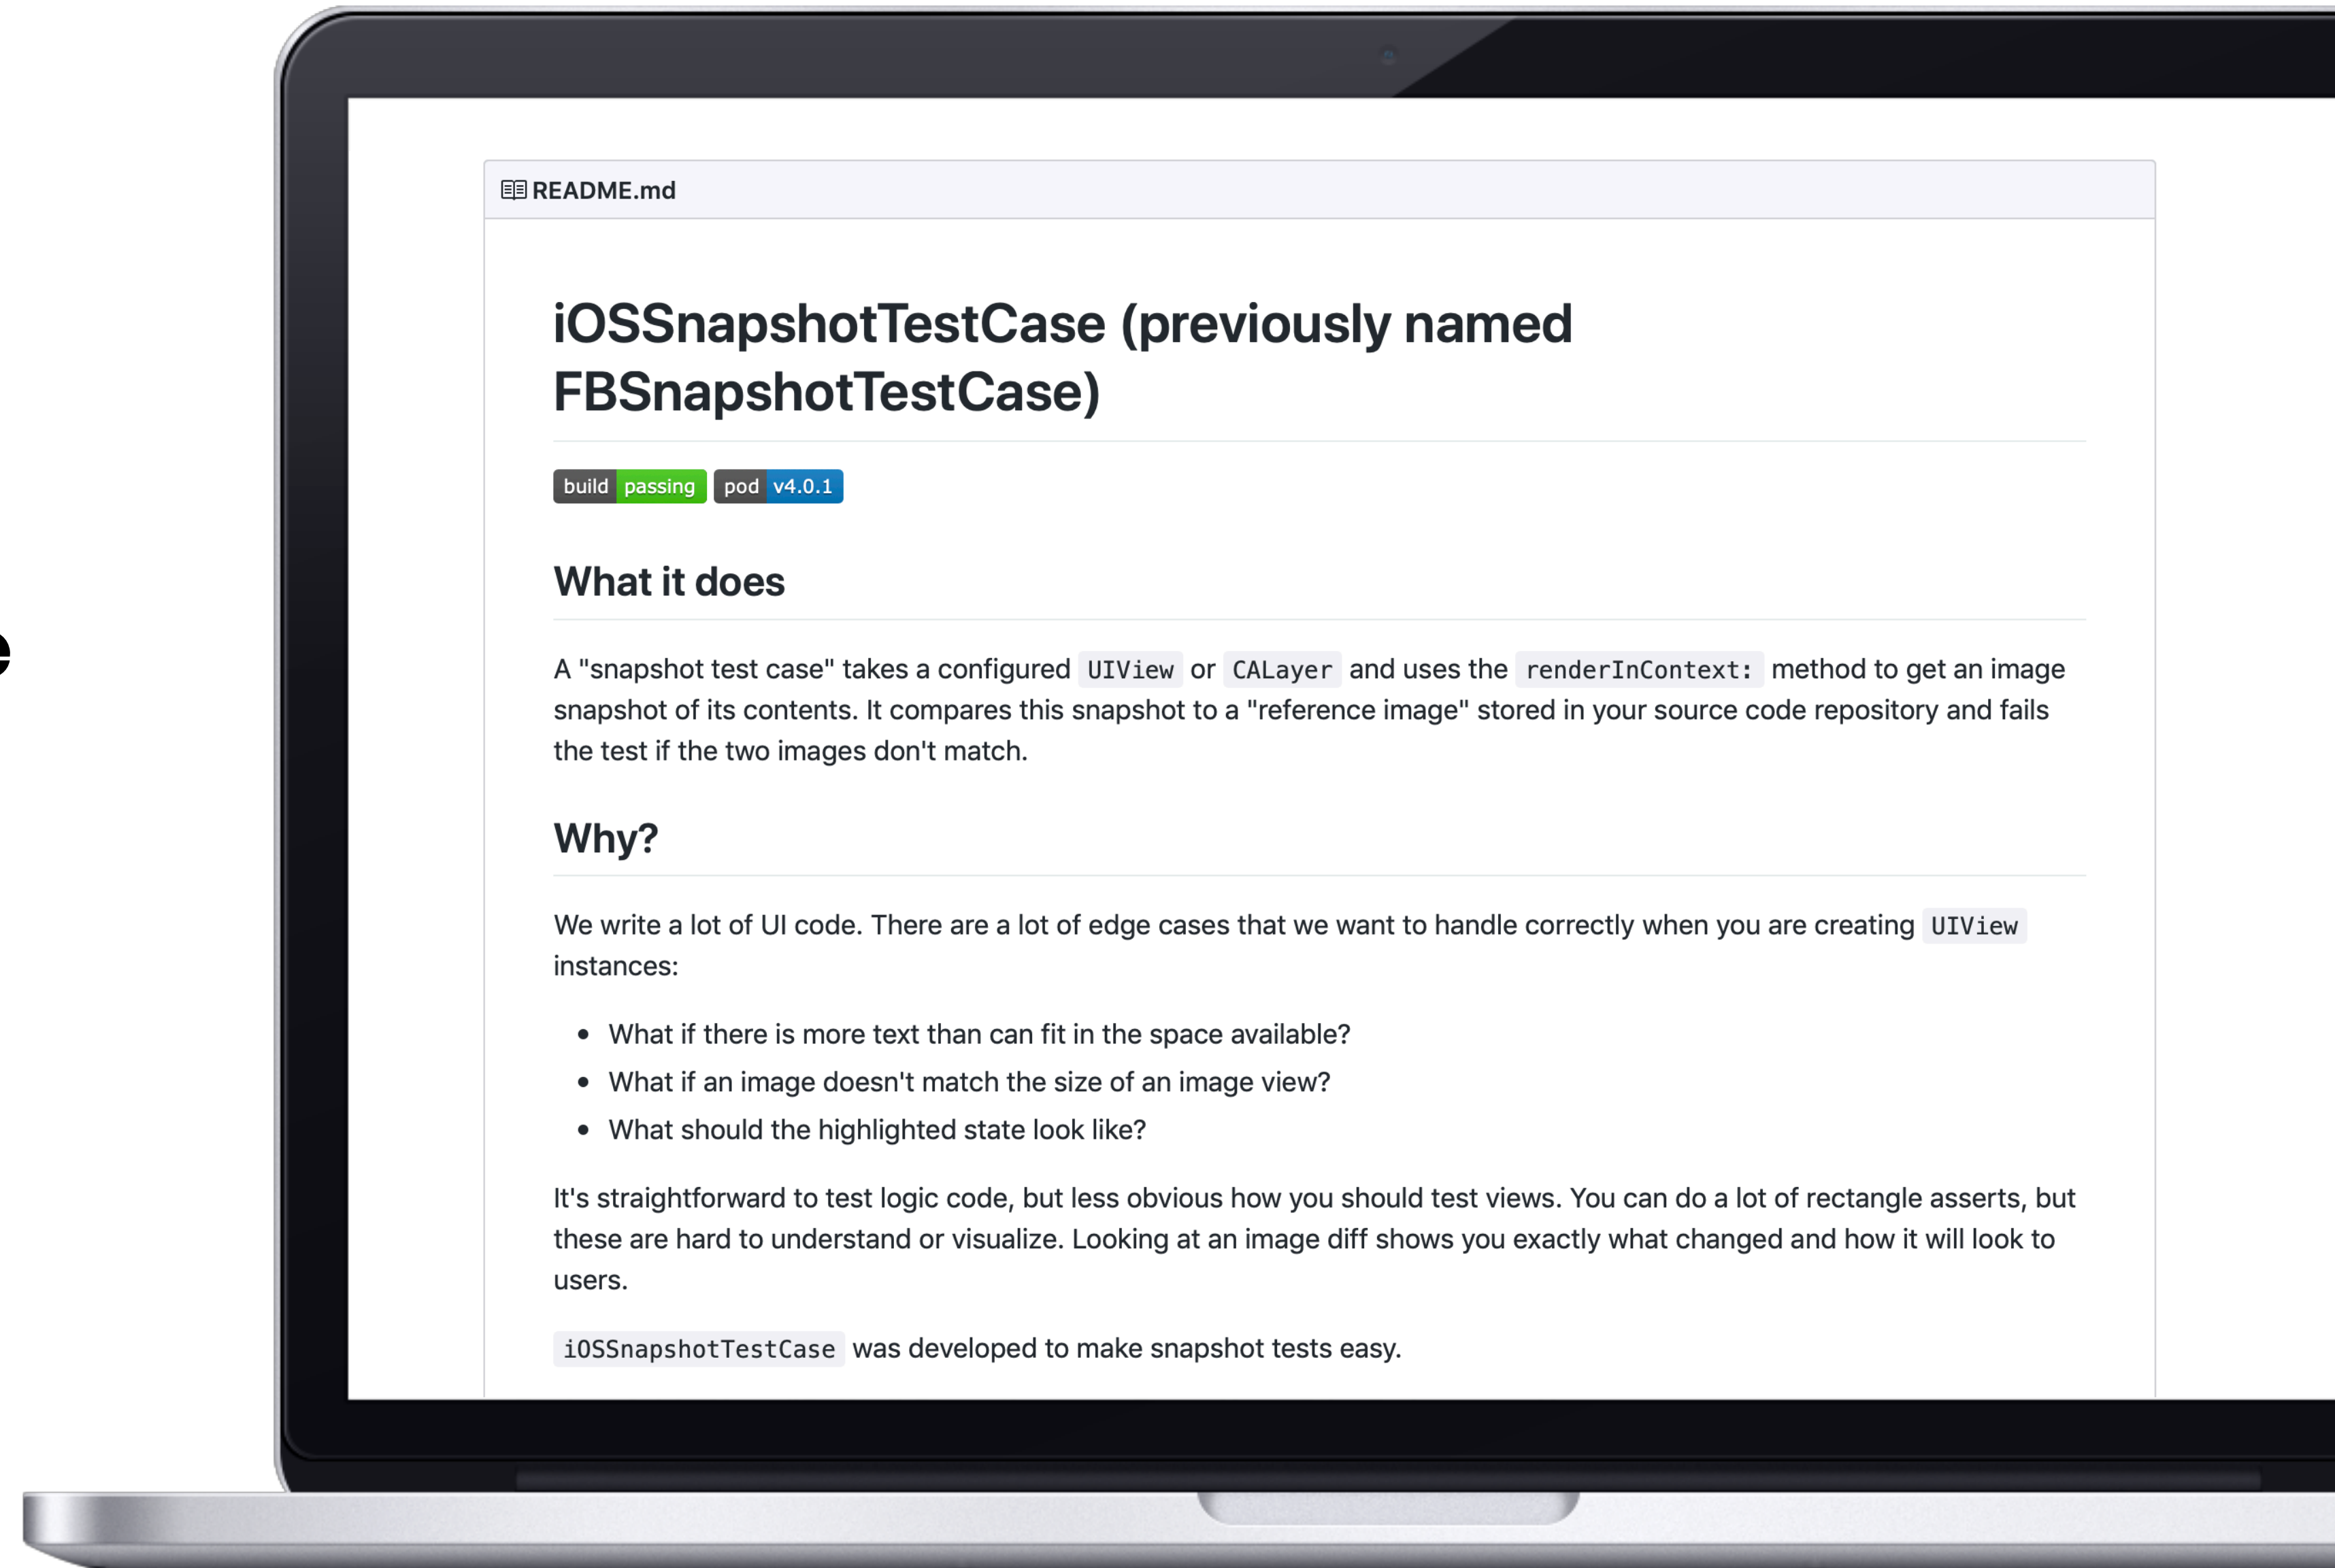 README.md
iOSSnapshotTestCase (previously named
FBSnapshotTestCase)
build passing pod v4.0.1
What it does
e
A "snapshot test case" takes a configured UIView or CALayer and uses the renderInContext: method to get an image
snapshot of its contents. It compares this snapshot to a "reference image" stored in your source code repository and fails
the test if the two images don't match.
Why?
We write a lot of UI code. There are a lot of edge cases that we want to handle correctly when you are creating UIView
instances:
• What if there is more text than can fit in the space available?
• What if an image doesn't match the size of an image view?
• What should the highlighted state look like?
It's straightforward to test logic code, but less obvious how you should test views. You can do a lot of rectangle asserts, but
these are hard to understand or visualize. Looking at an image diff shows you exactly what changed and how it will look to
users.
iOSSnapshotTestCase was developed to make snapshot tests easy.